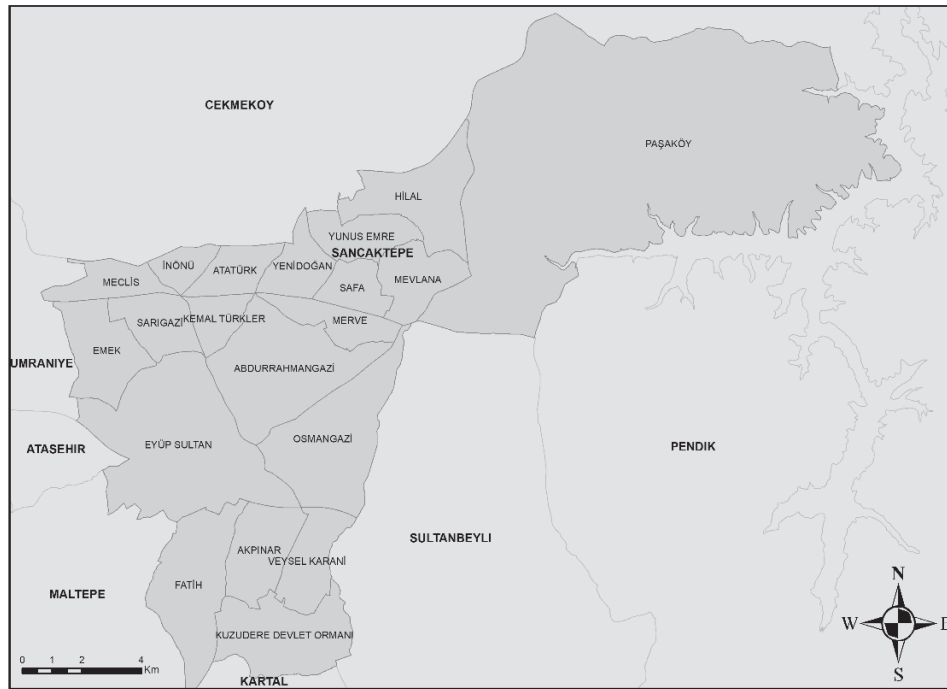 CEKMEKOY
PAŞAKÖY
HİLAL
YUNUS EMRE
SANCAKTEPE
İNÖNÜ
ATATÜRK
YENİDOĞAN
MECLİS
SAFA
MEVLANA
SARIGAZİ
KEMAL TÜRKLER
MERVE
EMEK
UMRANIYE
ABDURRAHMANGAZİ
EYÜP SULTAN
OSMANGAZİ
ATASEHIR
PENDIK
SULTANBEYLI
AKPINAR
VEYSEL KARANİ
FATİH
MALTEPE
KUZUDERE DEVLET ORMANI
KARTAL
0 1 2 4
Km
N
W E
S